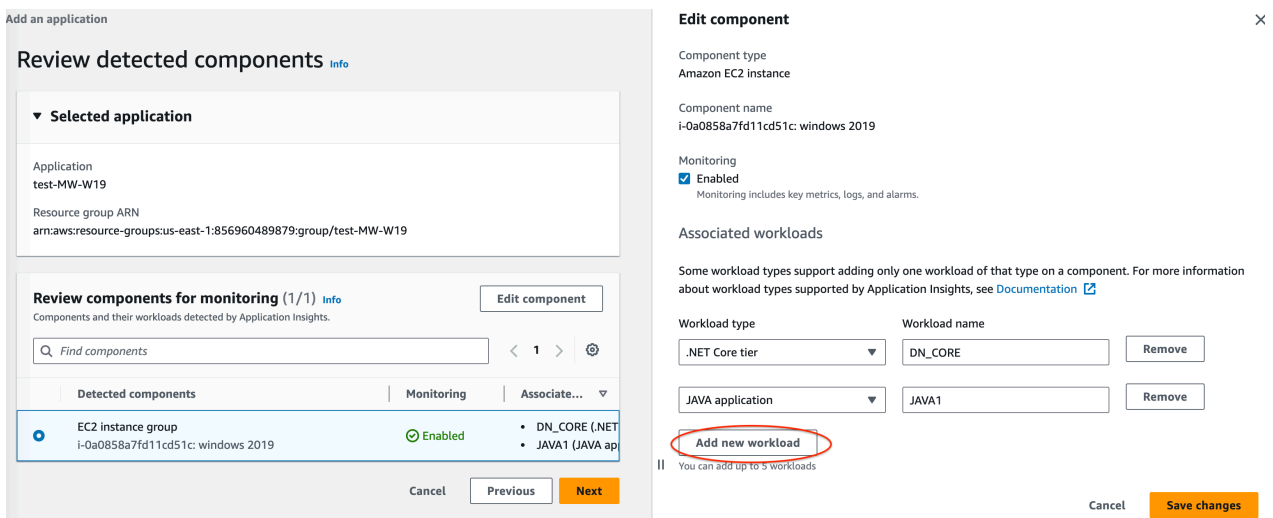 Add an application
Review detected components Info
Selected application
Application
test-MW-W19
Resource group ARN
arn:aws:resource-groups:us-east-1:856960489879:group/test-MW-W19
Review components for monitoring (1/1) Info
Edit component
Components and their workloads detected by Application Insights.
Find components
1
Detected components Monitoring Associate...
EC2 instance group
i-0a0858a7fd11cd51c: windows 2019
Enabled
• DN_CORE (.NET
• JAVA1 (JAVA ap
Cancel Previous Next
Edit component
Component type
Amazon EC2 instance
Component name
i-0a0858a7fd11cd51c: windows 2019
Monitoring
Enabled
Monitoring includes key metrics, logs, and alarms.
Associated workloads
Some workload types support adding only one workload of that type on a component. For more information
about workload types supported by Application Insights, see Documentation
Workload type Workload name
.NET Core tier DN_CORE Remove
JAVA application JAVA1 Remove
Add new workload
You can add up to 5 workloads
Cancel Save changes